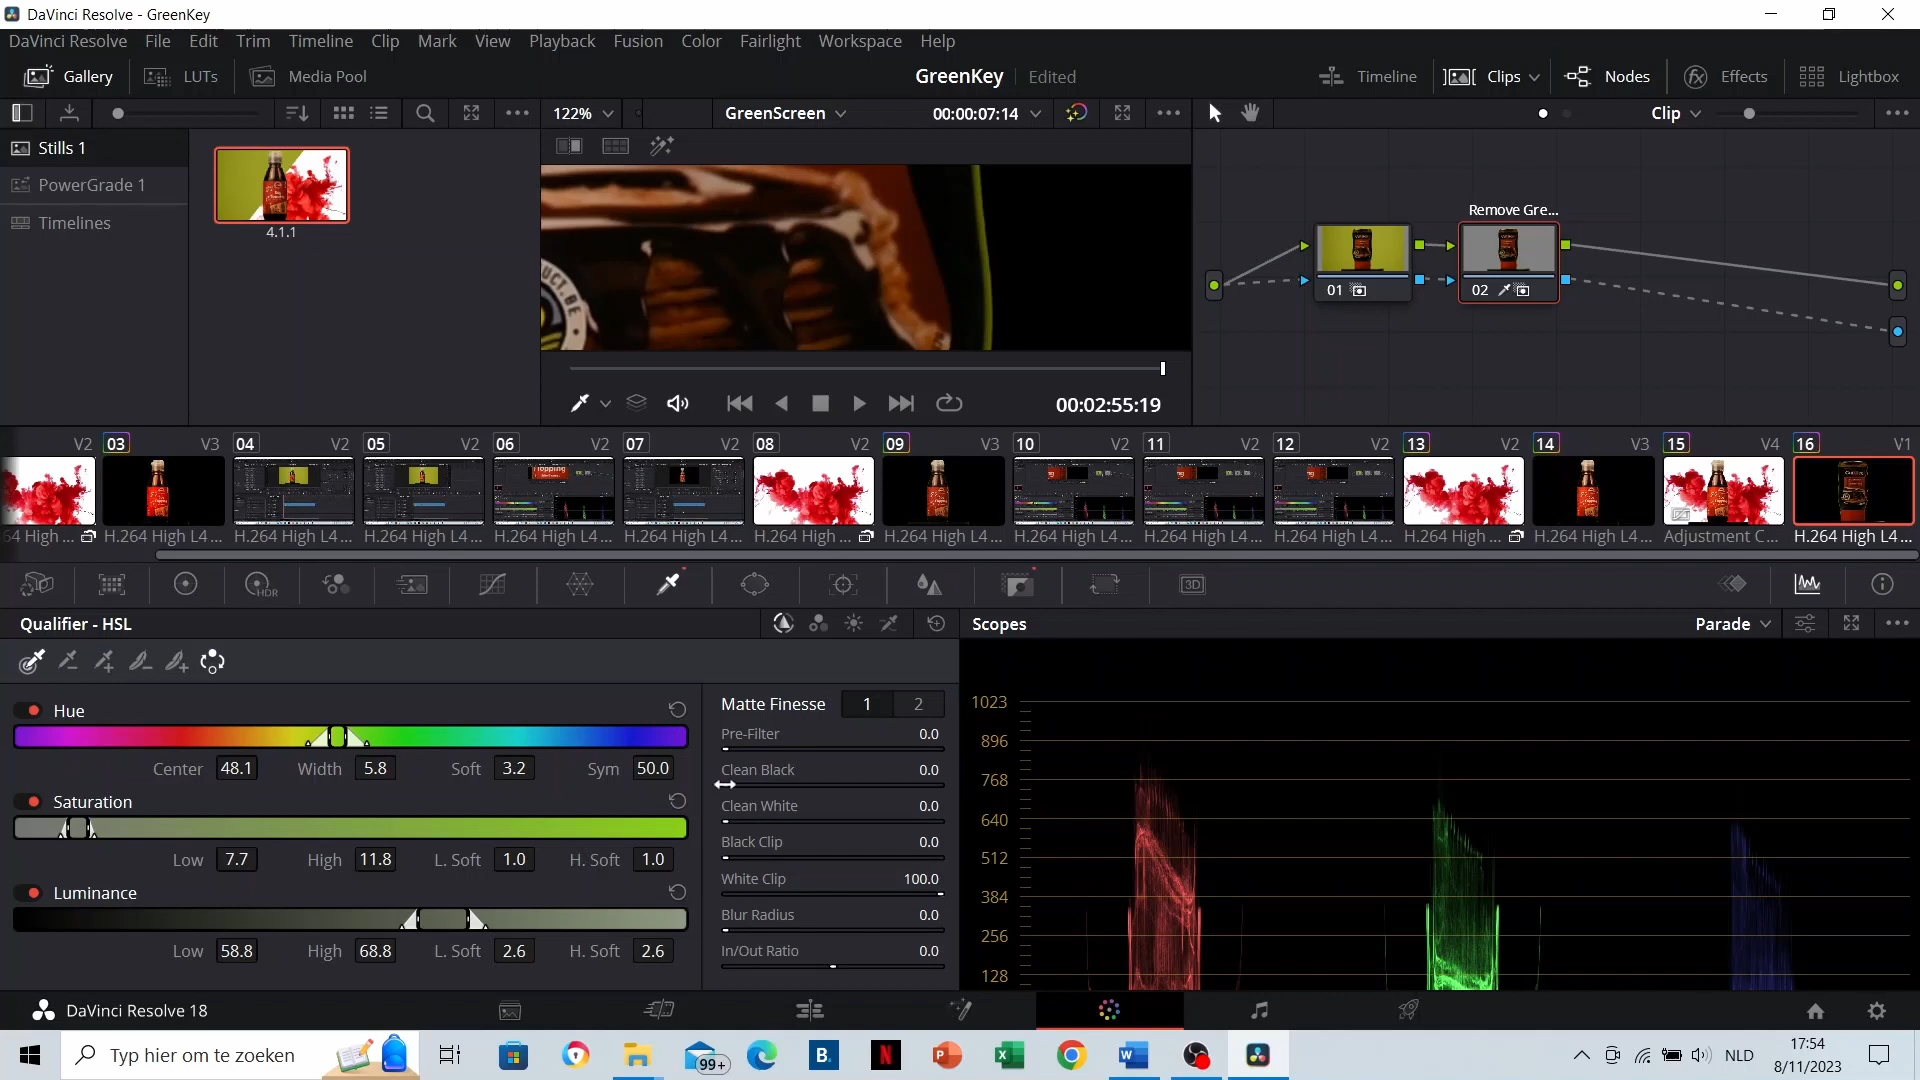 DaVinci Resolve - GreenKey
DaVinci Resolve File Edit Trim Timeline Clip Mark View Playback Fusion Color Fairlight Workspace Help
Gallery LUTs Media Pool GreenKey Edited Timeline Clips Nodes Effects Lightbox
122% GreenScreen 00:00:07:14 Clip
Stills 1
PowerGrade 1
Timelines
4.1.1
Remove Gre...
01 02
00:02:55:19
V2 03 V3 04 V2 05 V2 06 V2 07 V2 08 V2 09 V3 10 V2 11 V2 12 V2 13 V2 14 V3 15 V4 16 V1
64 High ... H.264 High L4... H.264 High L4... H.264 High L4... H.264 High L4... H.264 High L4... H.264 High ... H.264 High L4... H.264 High L4... H.264 High L4... H.264 High L4... H.264 High ... H.264 High L4... Adjustment C... H.264 High L4...
HDR 3D
Qualifier - HSL
Scopes Parade
Hue
Center 48.1 Width 5.8 Soft 3.2 Sym 50.0
Saturation
Low 7.7 High 11.8 L. Soft 1.0 H. Soft 1.0
Luminance
Low 58.8 High 68.8 L. Soft 2.6 H. Soft 2.6
Matte Finesse 1 2
Pre-Filter 0.0
Clean Black 0.0
Clean White 0.0
Black Clip 0.0
White Clip 100.0
Blur Radius 0.0
In/Out Ratio 0.0
1023
896
768
640
512
384
256
128
DaVinci Resolve 18
Typ hier om te zoeken 99+ B. N NLD
17:54
8/11/2023